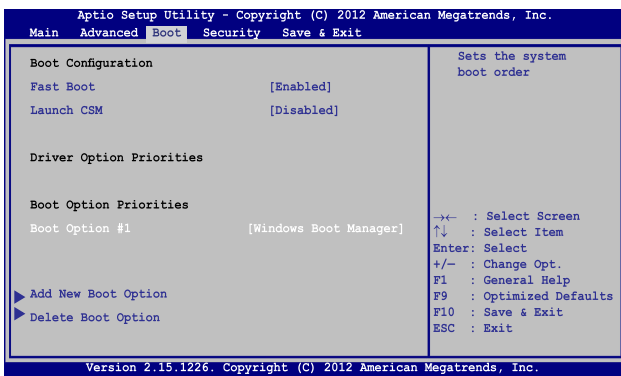 Aptio Setup Utility - Copyright (C) 2012 American Megatrends, Inc.
Main Advanced Boot Security Save & Exit
Boot Configuration
Fast Boot [Enabled]
Launch CSM [Disabled]
Driver Option Priorities
Boot Option Priorities
Boot Option #1 [Windows Boot Manager]
Add New Boot Option
Delete Boot Option
Sets the system
boot order
→← : Select Screen
↑↓ : Select Item
Enter: Select
+/— : Change Opt.
F1 : General Help
F9 : Optimized Defaults
F10 : Save & Exit
ESC : Exit
Version 2.15.1226. Copyright (C) 2012 American Megatrends, Inc.